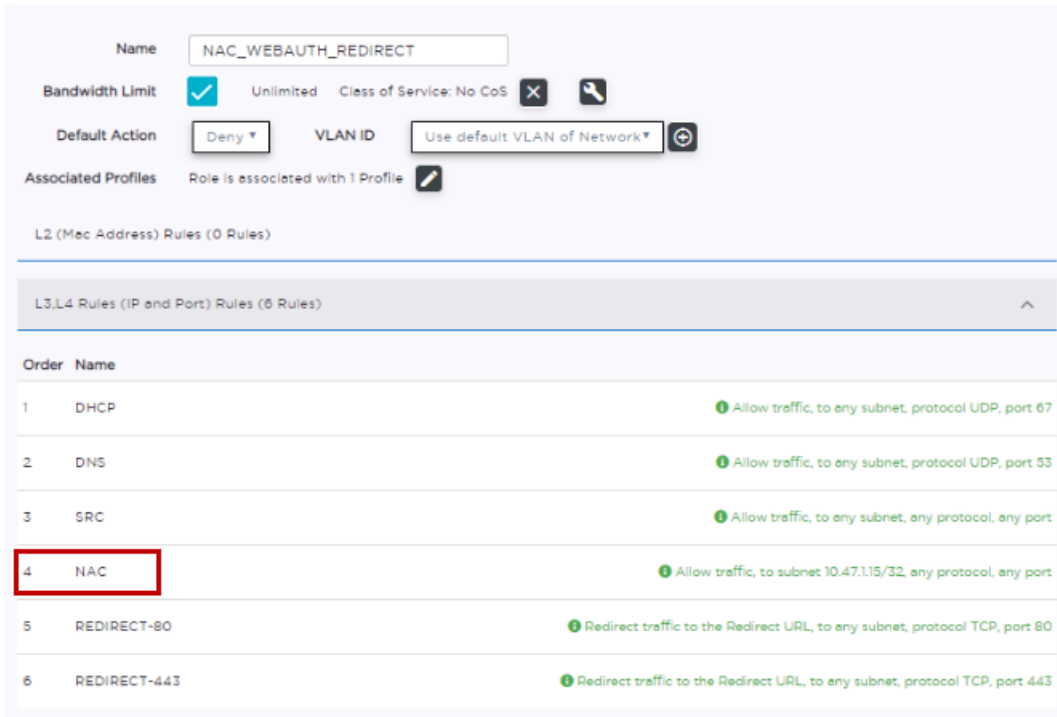 Name NAC_WEBAUTH_REDIRECT
Bandwidth Limit Unlimited Class of Service: No CoS
Default Action Deny VLAN ID Use default VLAN of Network
Associated Profiles Role is associated with 1 Profile
L2 (Mac Address) Rules (0 Rules)
L3,L4 Rules (IP and Port) Rules (6 Rules)
Order Name
1 DHCP Allow traffic, to any subnet, protocol UDP, port 67
2 DNS Allow traffic, to any subnet, protocol UDP, port 53
3 SRC Allow traffic, to any subnet, any protocol, any port
4 NAC Allow traffic, to subnet 10.47.1.15/32, any protocol, any port
5 REDIRECT-80 Redirect traffic to the Redirect URL, to any subnet, protocol TCP, port 80
6 REDIRECT-443 Redirect traffic to the Redirect URL, to any subnet, protocol TCP, port 443